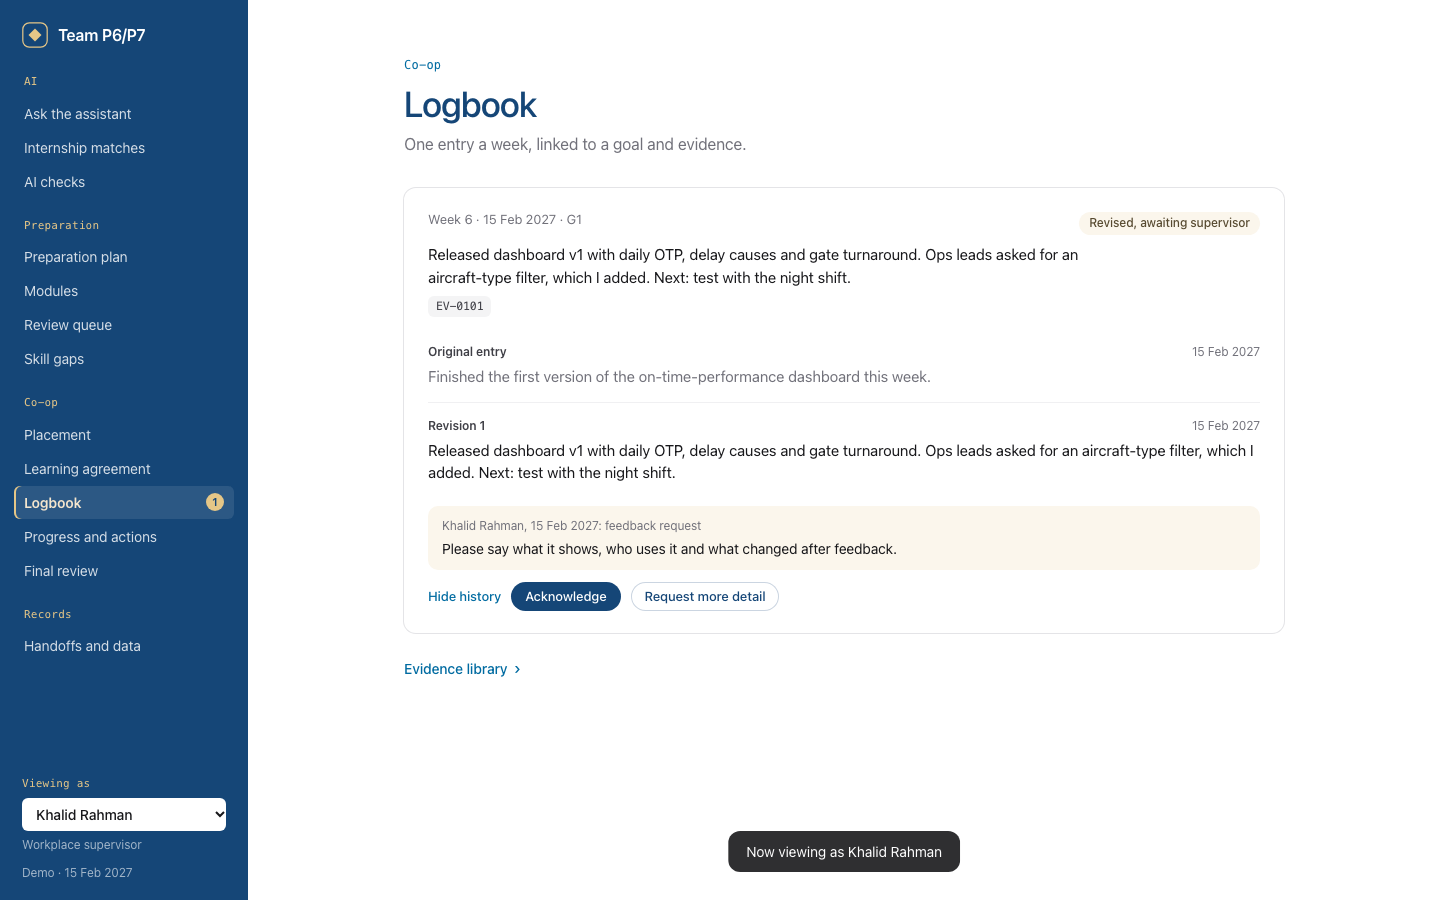 Team P6/P7
AI
Ask the assistant
Internship matches
AI checks
Preparation
Preparation plan
Modules
Review queue
Skill gaps
Co-op
Placement
Learning agreement
Logbook 1
Progress and actions
Final review
Records
Handoffs and data
Viewing as
Khalid Rahman
Workplace supervisor
Demo · 15 Feb 2027
Co-op
Logbook
One entry a week, linked to a goal and evidence.
Week 6 · 15 Feb 2027 · G1
Revised, awaiting supervisor
Released dashboard v1 with daily OTP, delay causes and gate turnaround. Ops leads asked for an
aircraft-type filter, which I added. Next: test with the night shift.
EV-0101
Original entry 15 Feb 2027
Finished the first version of the on-time-performance dashboard this week.
Revision 1 15 Feb 2027
Released dashboard v1 with daily OTP, delay causes and gate turnaround. Ops leads asked for an aircraft-type filter, which I
added. Next: test with the night shift.
Khalid Rahman, 15 Feb 2027: feedback request
Please say what it shows, who uses it and what changed after feedback.
Hide history Acknowledge Request more detail
Evidence library ›
Now viewing as Khalid Rahman